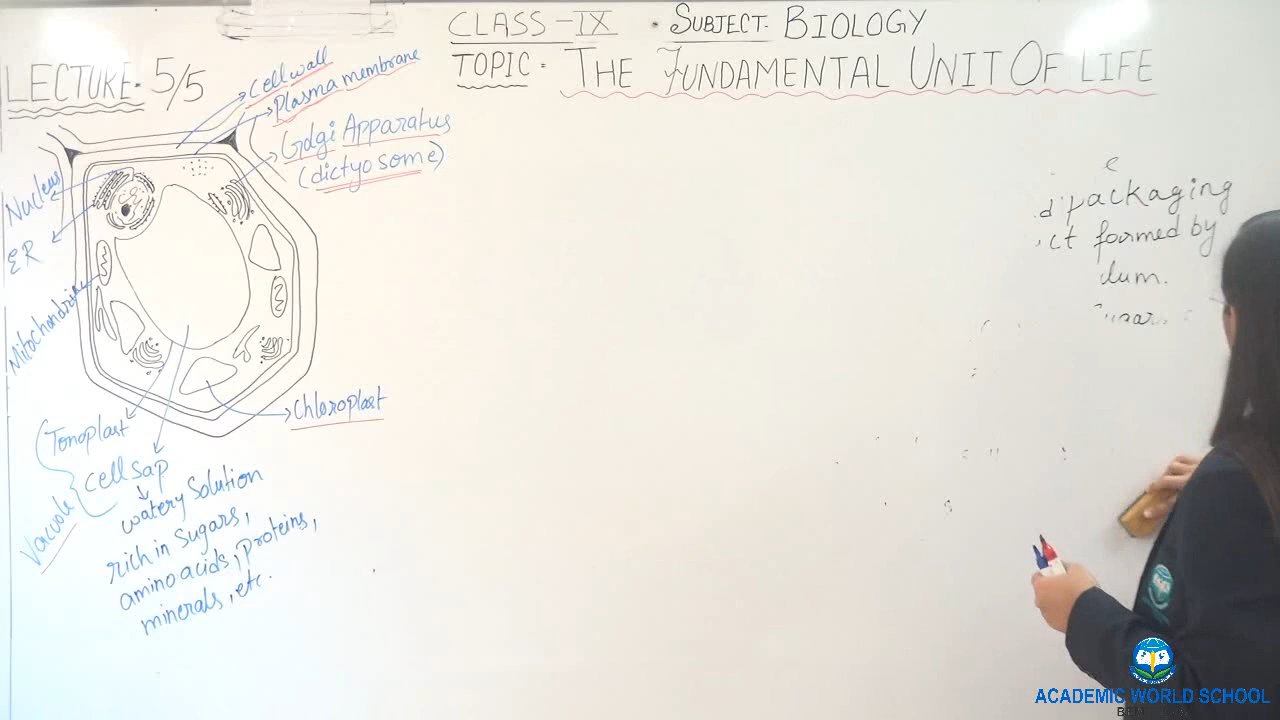 CLASS - IX • SUBJECT. BIOLOGY
TOPIC - THE FUNDAMENTAL UNIT OF LIFE
LECTURE - 5/5
Cell wall
Plasma membrane
Golgi Apparatus
(dictyosome)
Nucleus
ER
Mitochondria
Chloroplast
Tonoplast
Cell sap
Vacuole
watery solution
rich in sugars,
amino acids, proteins,
minerals, etc.
packaging
formed by
ACADEMIC WORLD SCHOOL